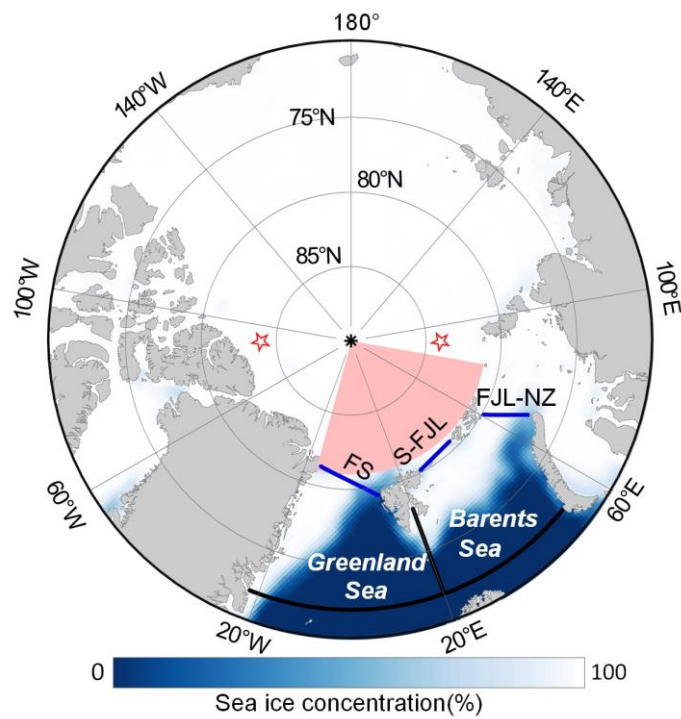 180°
140°W
140°E
75°N
80°N
85°N
100°W
100°E
FJL-NZ
S-FJL
FS
60°W
60°E
Barents
Sea
Greenland
Sea
20°W
20°E
0
100
Sea ice concentration(%)